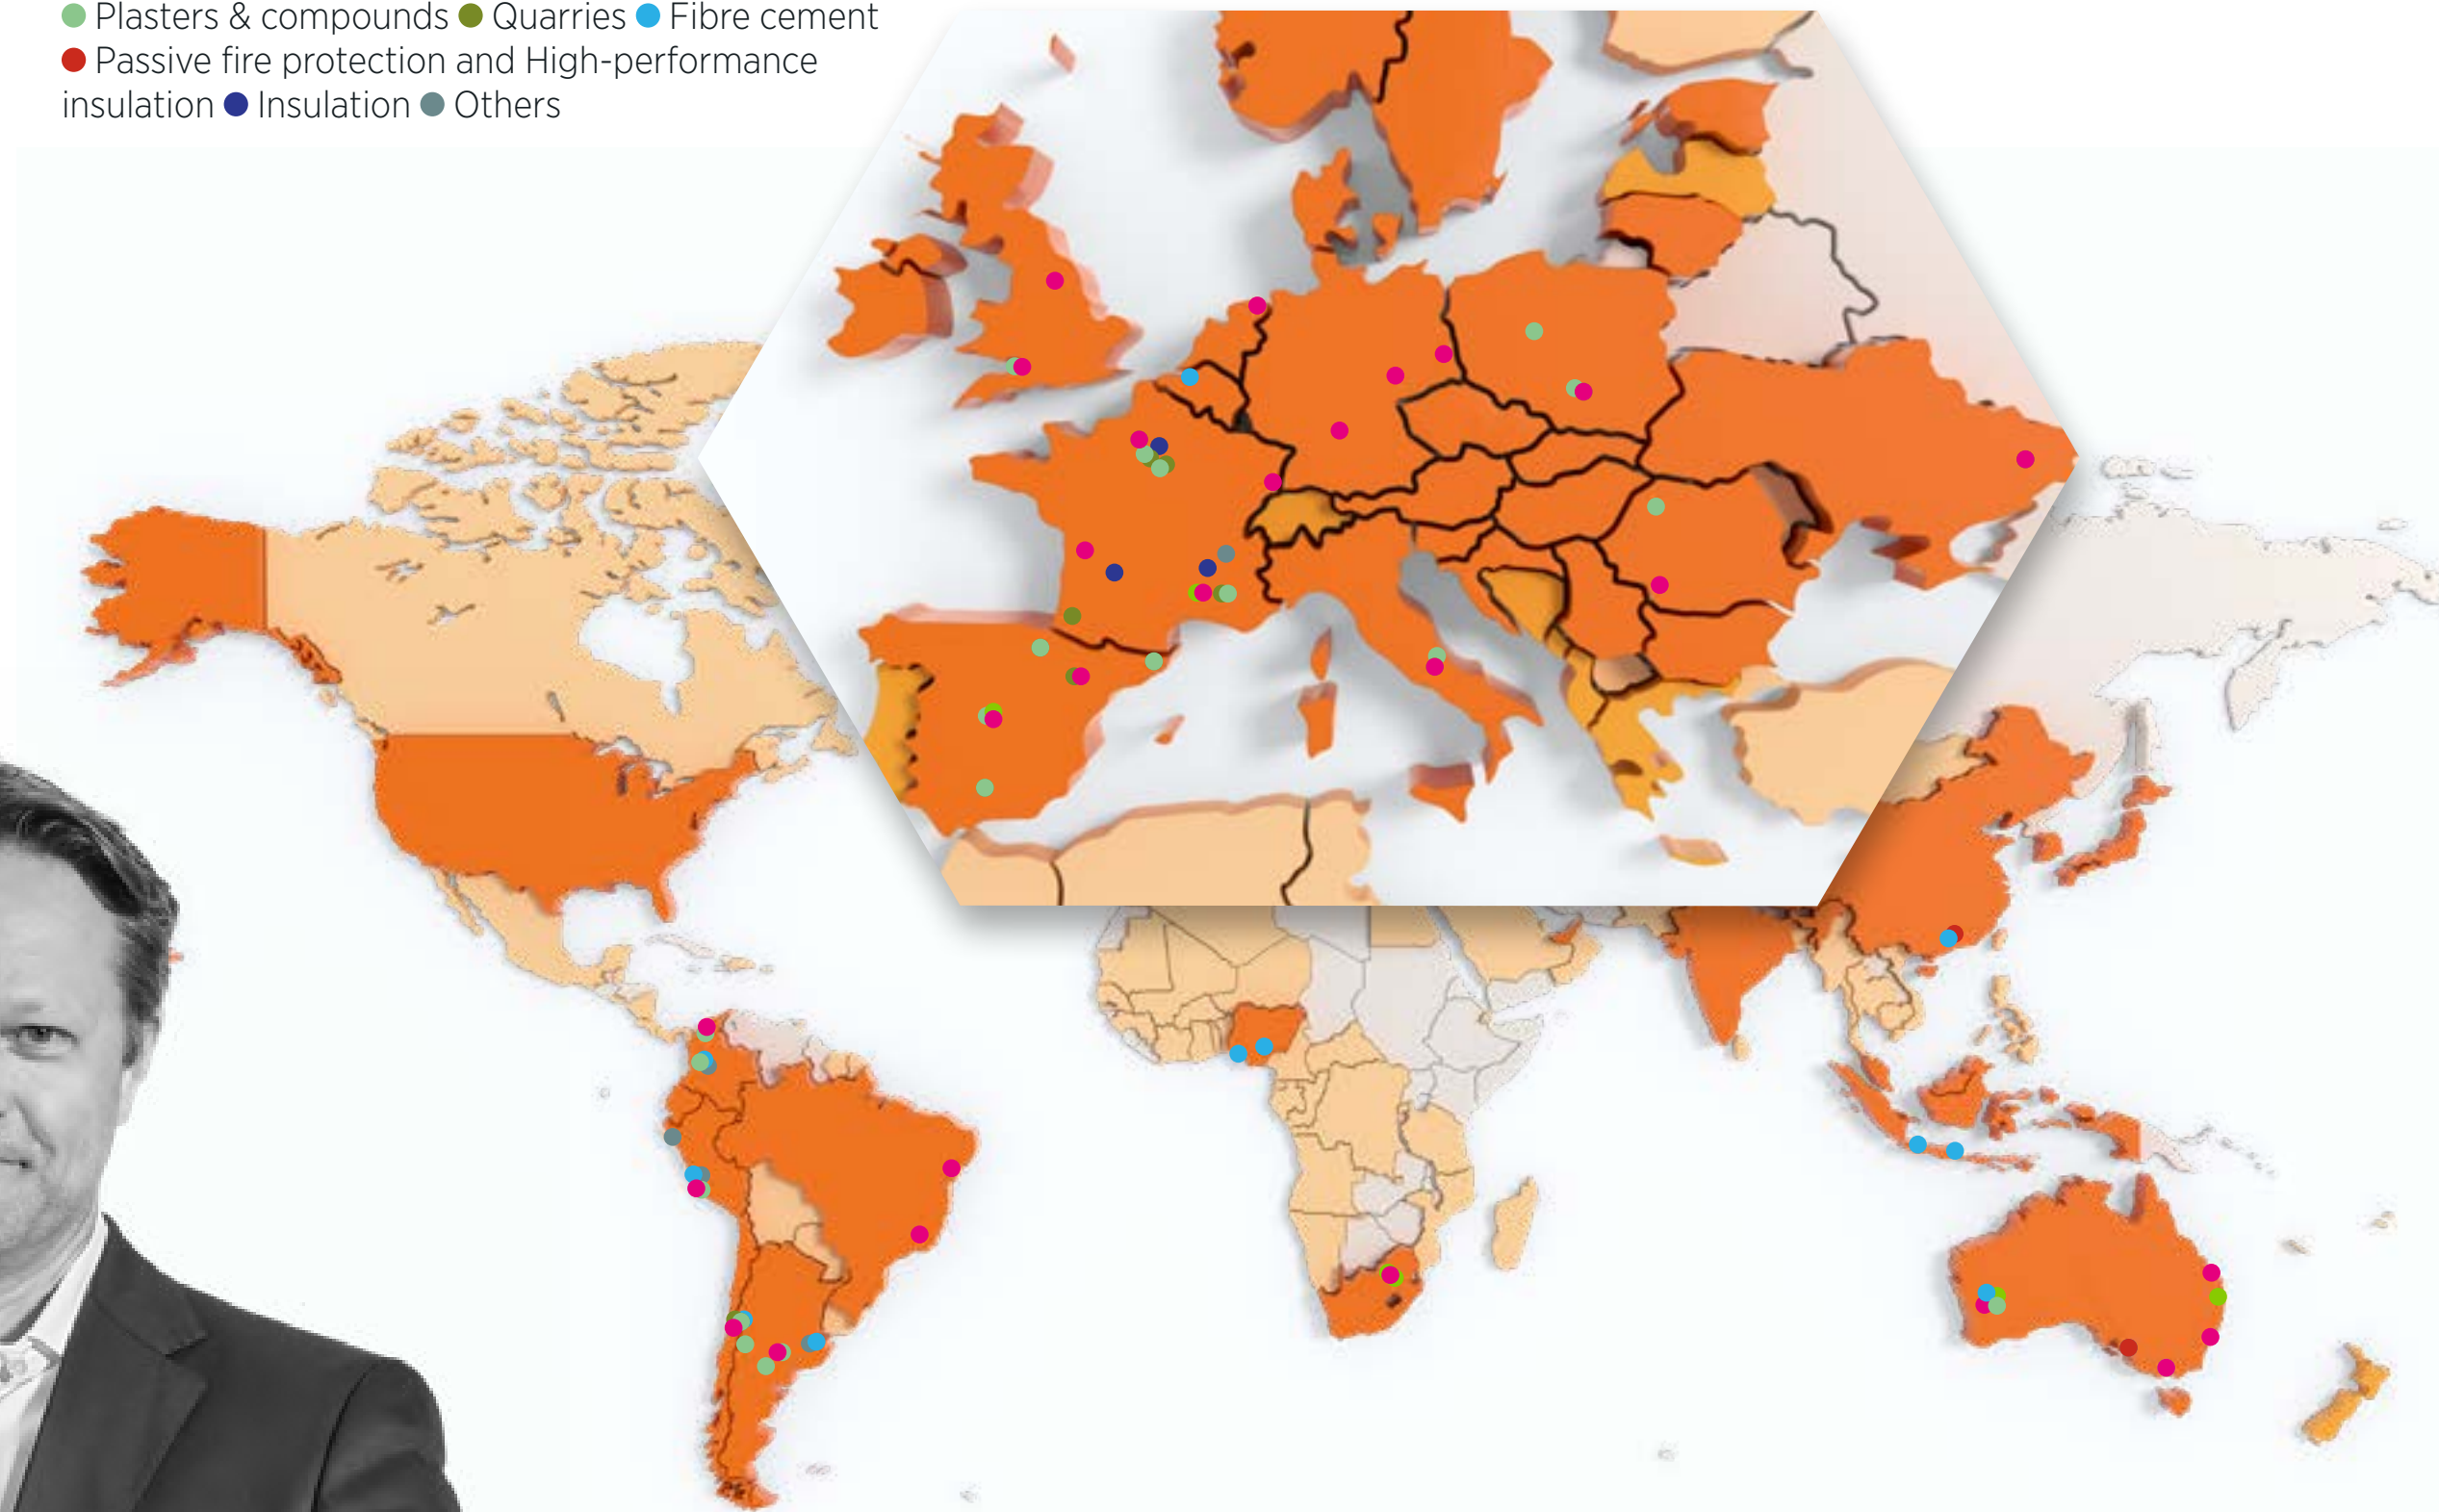 Plasters & compounds Quarries Fibre cement
Passive fire protection and High-performance
insulation Insulation Others